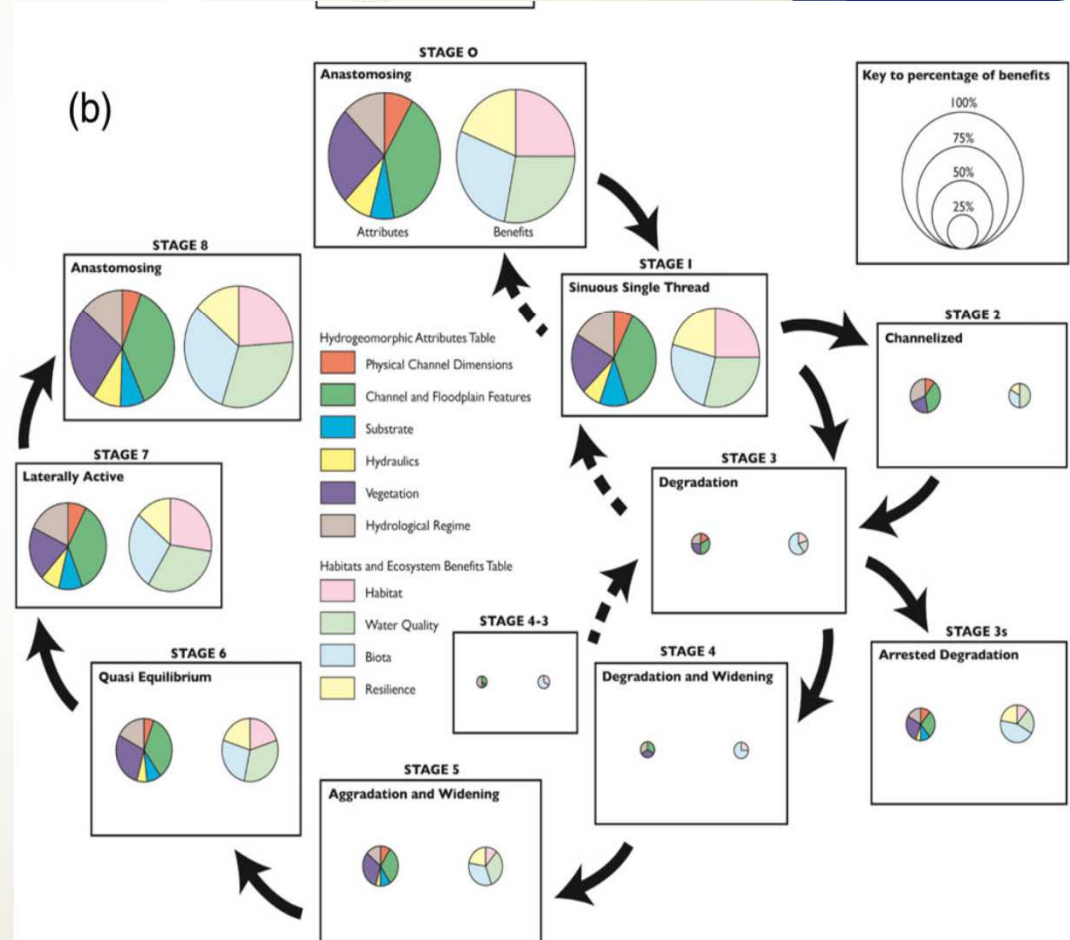 (b)
STAGE O
Anastomosing
Attributes
Benefits
Key to percentage of benefits
100%
75%
50%
25%
STAGE 8
Anastomosing
STAGE I
Sinuous Single Thread
STAGE 2
Channelized
Hydrogeomorphic Attributes Table
Physical Channel Dimensions
Channel and Floodplain Features
Substrate
Hydraulics
Vegetation
Hydrological Regime
Habitats and Ecosystem Benefits Table
Habitat
Water Quality
Biota
Resilience
STAGE 7
Laterally Active
STAGE 3
Degradation
STAGE 4-3
STAGE 3s
Arrested Degradation
STAGE 6
Quasi Equilibrium
STAGE 4
Degradation and Widening
STAGE 5
Aggradation and Widening